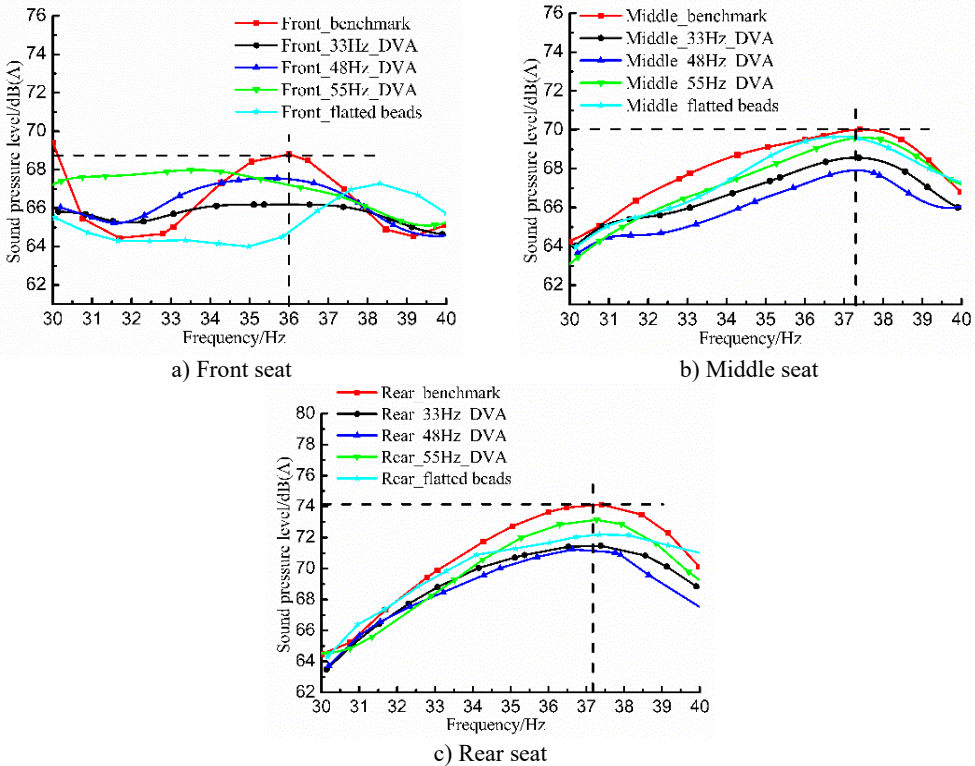 Sound pressure level/dB(A)
76
74
72
70
68
66
64
62
Front_benchmark
Front_33Hz_DVA
Front_48Hz_DVA
Front_55Hz_DVA
Front_flatted beads
30 31 32 33 34 35 36 37 38 39 40
Frequency/Hz
a) Front seat
Sound pressure level/dB(A)
76
74
72
70
68
66
64
62
Middle_benchmark
Middle_33Hz_DVA
Middle_48Hz_DVA
Middle_55Hz_DVA
Middle_flatted beads
30 31 32 33 34 35 36 37 38 39 40
Frequency/Hz
b) Middle seat
Sound pressure level/dB(A)
80
78
76
74
72
70
68
66
64
62
Rear_benchmark
Rear_33Hz_DVA
Rear_48Hz_DVA
Rear_55Hz_DVA
Rear_flatted beads
30 31 32 33 34 35 36 37 38 39 40
Frequency/Hz
c) Rear seat